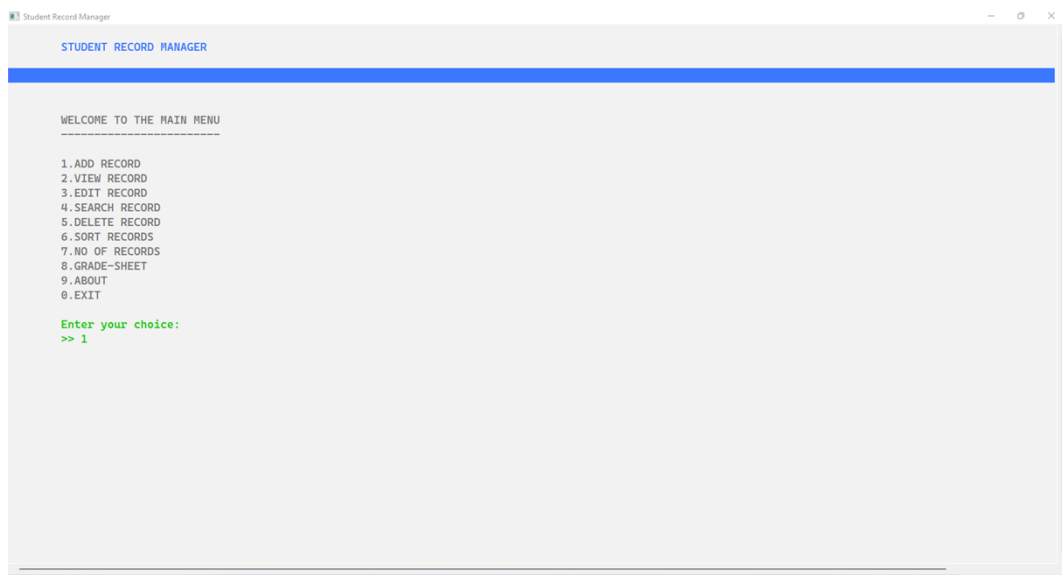 Student Record Manager
STUDENT RECORD MANAGER
WELCOME TO THE MAIN MENU
------------------------
1.ADD RECORD
2.VIEW RECORD
3.EDIT RECORD
4.SEARCH RECORD
5.DELETE RECORD
6.SORT RECORDS
7.NO OF RECORDS
8.GRADE-SHEET
9.ABOUT
0.EXIT
Enter your choice:
>> 1